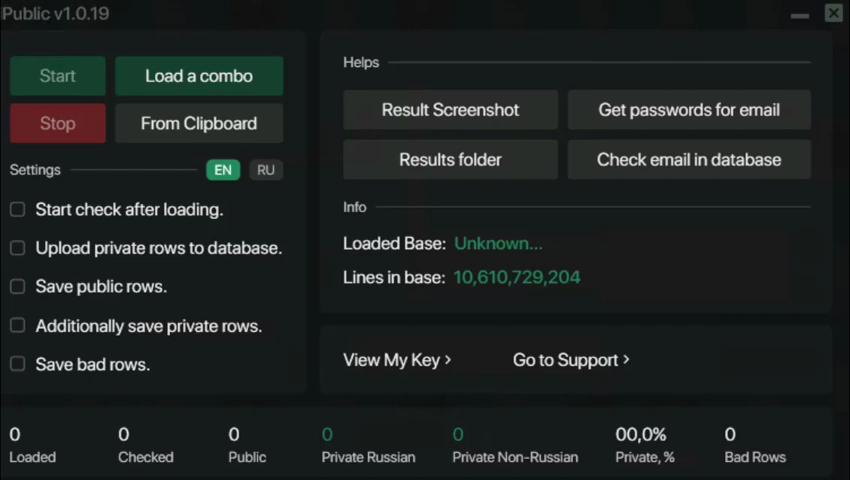 Public v1.0.19
Start
Load a combo
Stop
From Clipboard
Settings
EN
RU
Start check after loading.
Upload private rows to database.
Save public rows.
Additionally save private rows.
Save bad rows.
Helps
Result Screenshot
Get passwords for email
Results folder
Check email in database
Info
Loaded Base: Unknown...
Lines in base: 10,610,729,204
View My Key >
Go to Support >
0
Loaded
0
Checked
0
Public
0
Private Russian
0
Private Non-Russian
00,0%
Private, %
0
Bad Rows